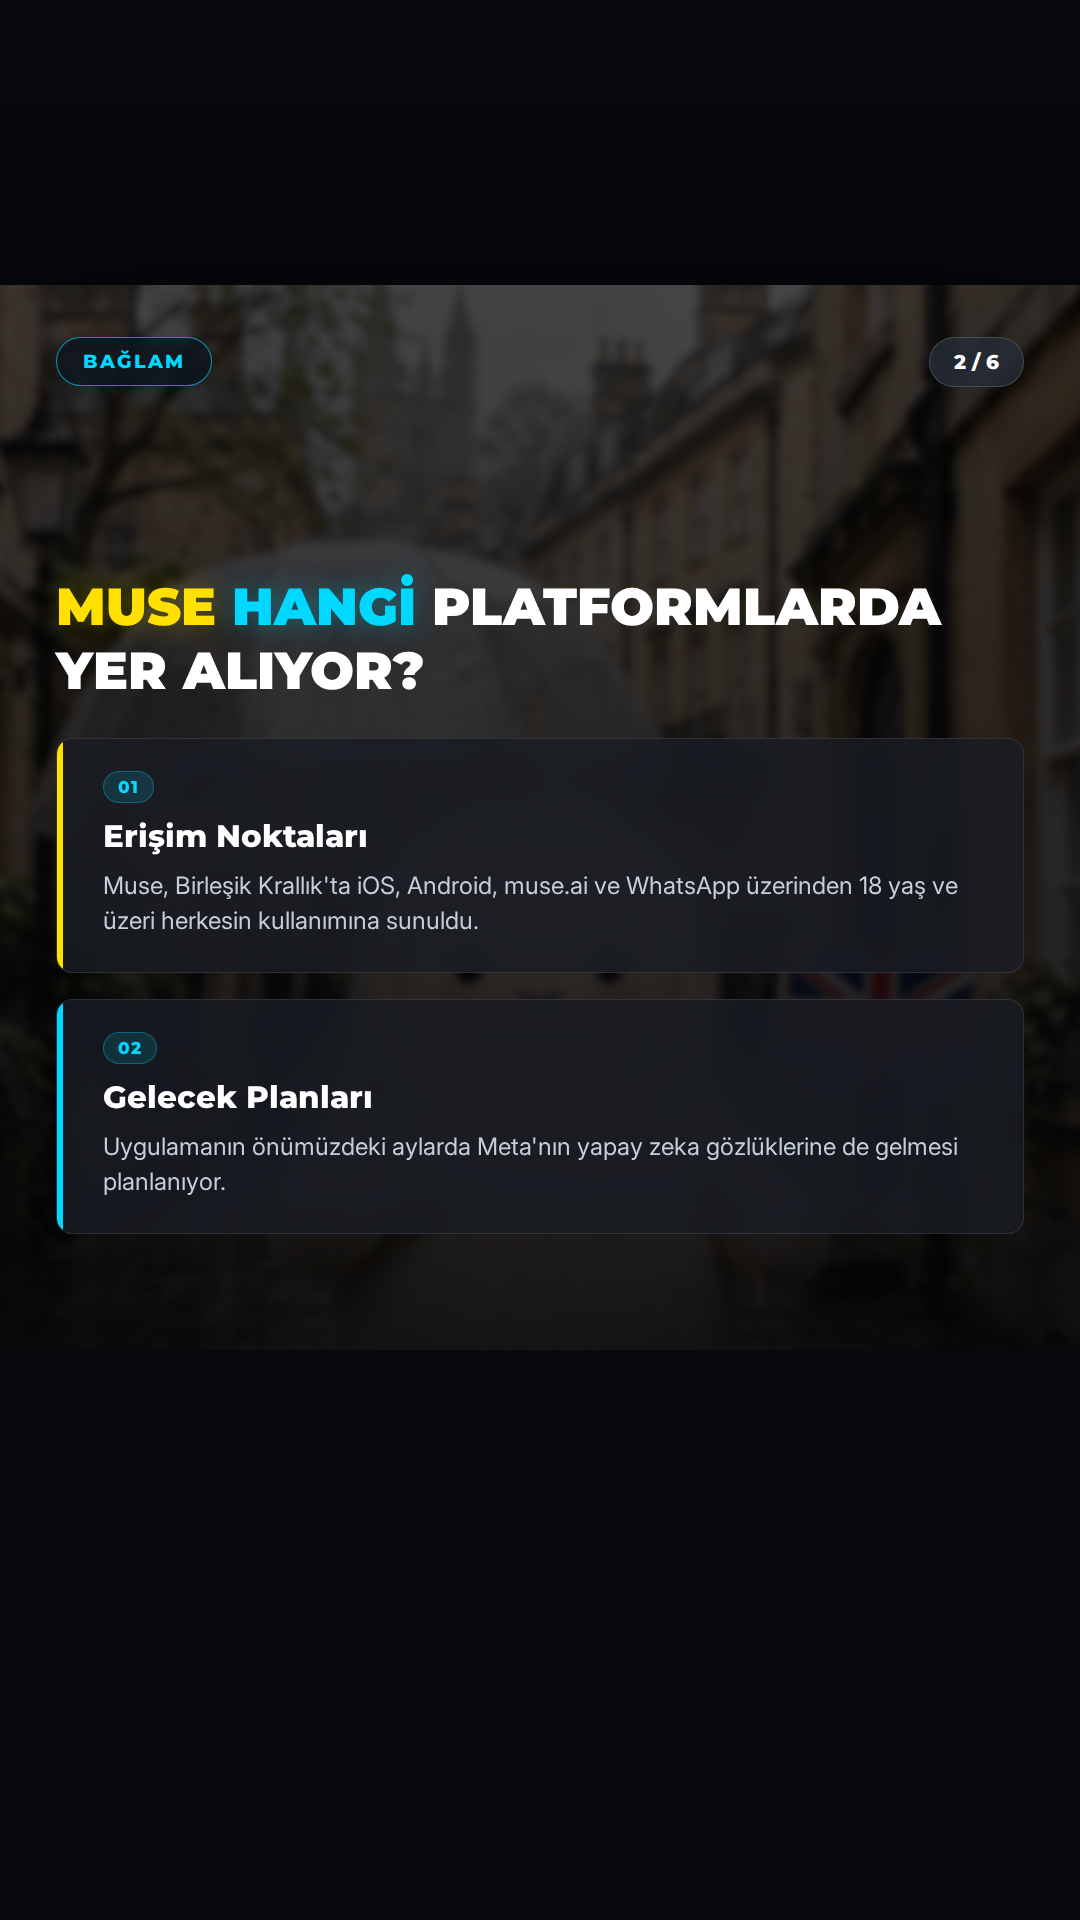 BAĞLAM
2 / 6
MUSE HANGİ PLATFORMLARDA
YER ALIYOR?
01
Erişim Noktaları
Muse, Birleşik Krallık'ta iOS, Android, muse.ai ve WhatsApp üzerinden 18 yaş ve
üzeri herkesin kullanımına sunuldu.
02
Gelecek Planları
Uygulamanın önümüzdeki aylarda Meta'nın yapay zeka gözlüklerine de gelmesi
planlanıyor.